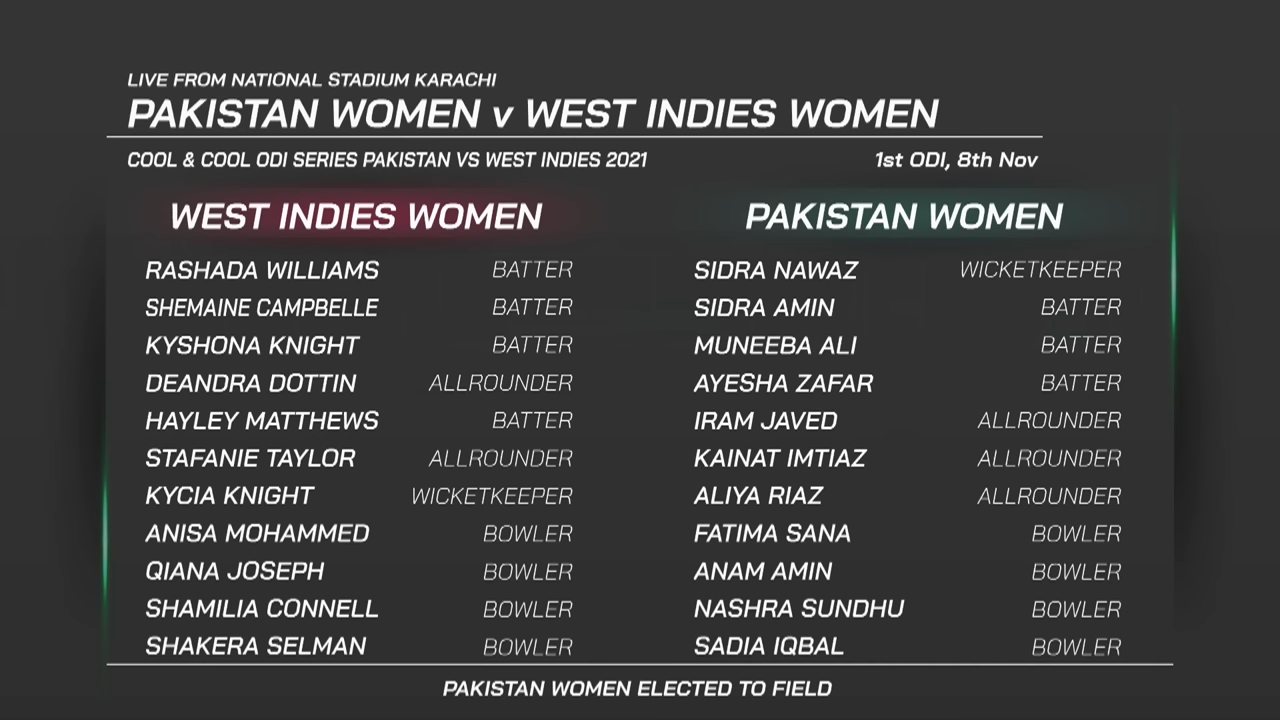 LIVE FROM NATIONAL STADIUM KARACHI
PAKISTAN WOMEN v WEST INDIES WOMEN
COOL & COOL ODI SERIES PAKISTAN VS WEST INDIES 2021 1st ODI, 8th Nov
WEST INDIES WOMEN PAKISTAN WOMEN
RASHADA WILLIAMS BATTER SIDRA NAWAZ WICKETKEEPER
SHEMAINE CAMPBELLE BATTER SIDRA AMIN BATTER
KYSHONA KNIGHT BATTER MUNEEBA ALI BATTER
DEANDRA DOTTIN ALLROUNDER AYESHA ZAFAR BATTER
HAYLEY MATTHEWS BATTER IRAM JAVED ALLROUNDER
STAFANIE TAYLOR ALLROUNDER KAINAT IMTIAZ ALLROUNDER
KYCIA KNIGHT WICKETKEEPER ALIYA RIAZ ALLROUNDER
ANISA MOHAMMED BOWLER FATIMA SANA BOWLER
QIANA JOSEPH BOWLER ANAM AMIN BOWLER
SHAMILIA CONNELL BOWLER NASHRA SUNDHU BOWLER
SHAKERA SELMAN BOWLER SADIA IQBAL BOWLER
PAKISTAN WOMEN ELECTED TO FIELD